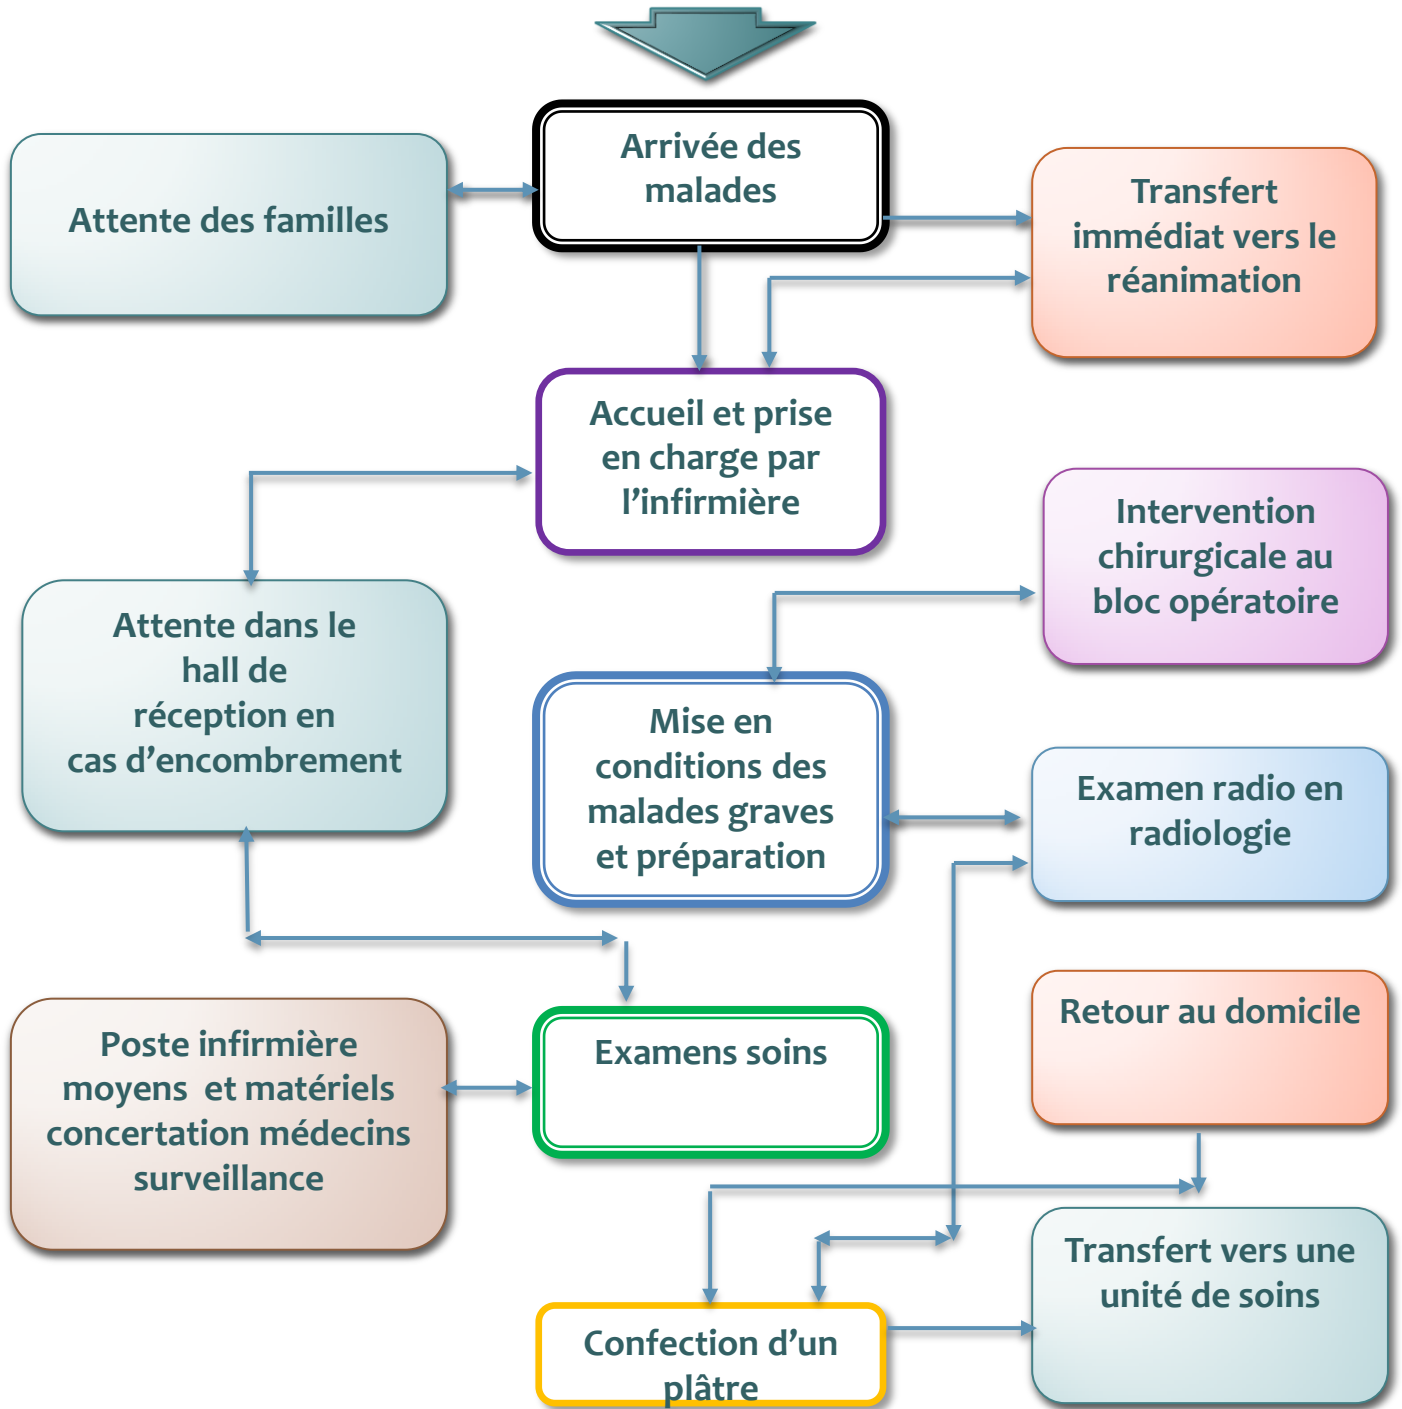 Arrivée des
malades
Attente des familles
Transfert
immédiat vers le
réanimation
Accueil et prise
en charge par
l’infirmière
Intervention
chirurgicale au
bloc opératoire
Attente dans le
hall de
réception en
cas d’encombrement
Mise en
conditions des
malades graves
et préparation
Examen radio en
radiologie
Retour au domicile
Poste infirmière
moyens et matériels
concertation médecins
surveillance
Examens soins
Transfert vers une
unité de soins
Confection d’un
plâtre